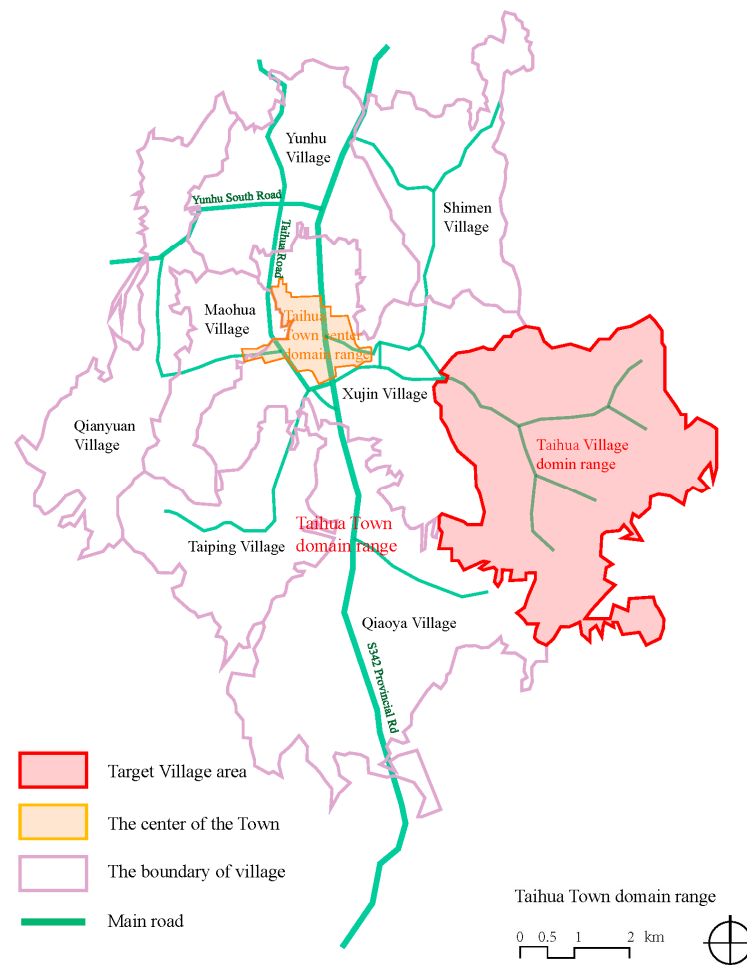 Yunhu
Village
Yunhu South Road
Shimen
Village
Taihua Road
Maohua
Village
Taihua
Town center
domain range
Xujin Village
Qianyuan
Village
Taihua Village
domin range
Taihua Town
domain range
Taiping Village
Qiaoya Village
S342 Provincial Rd
Target Village area
The center of the Town
The boundary of village
Main road
Taihua Town domain range
0 0.5 1 2 km